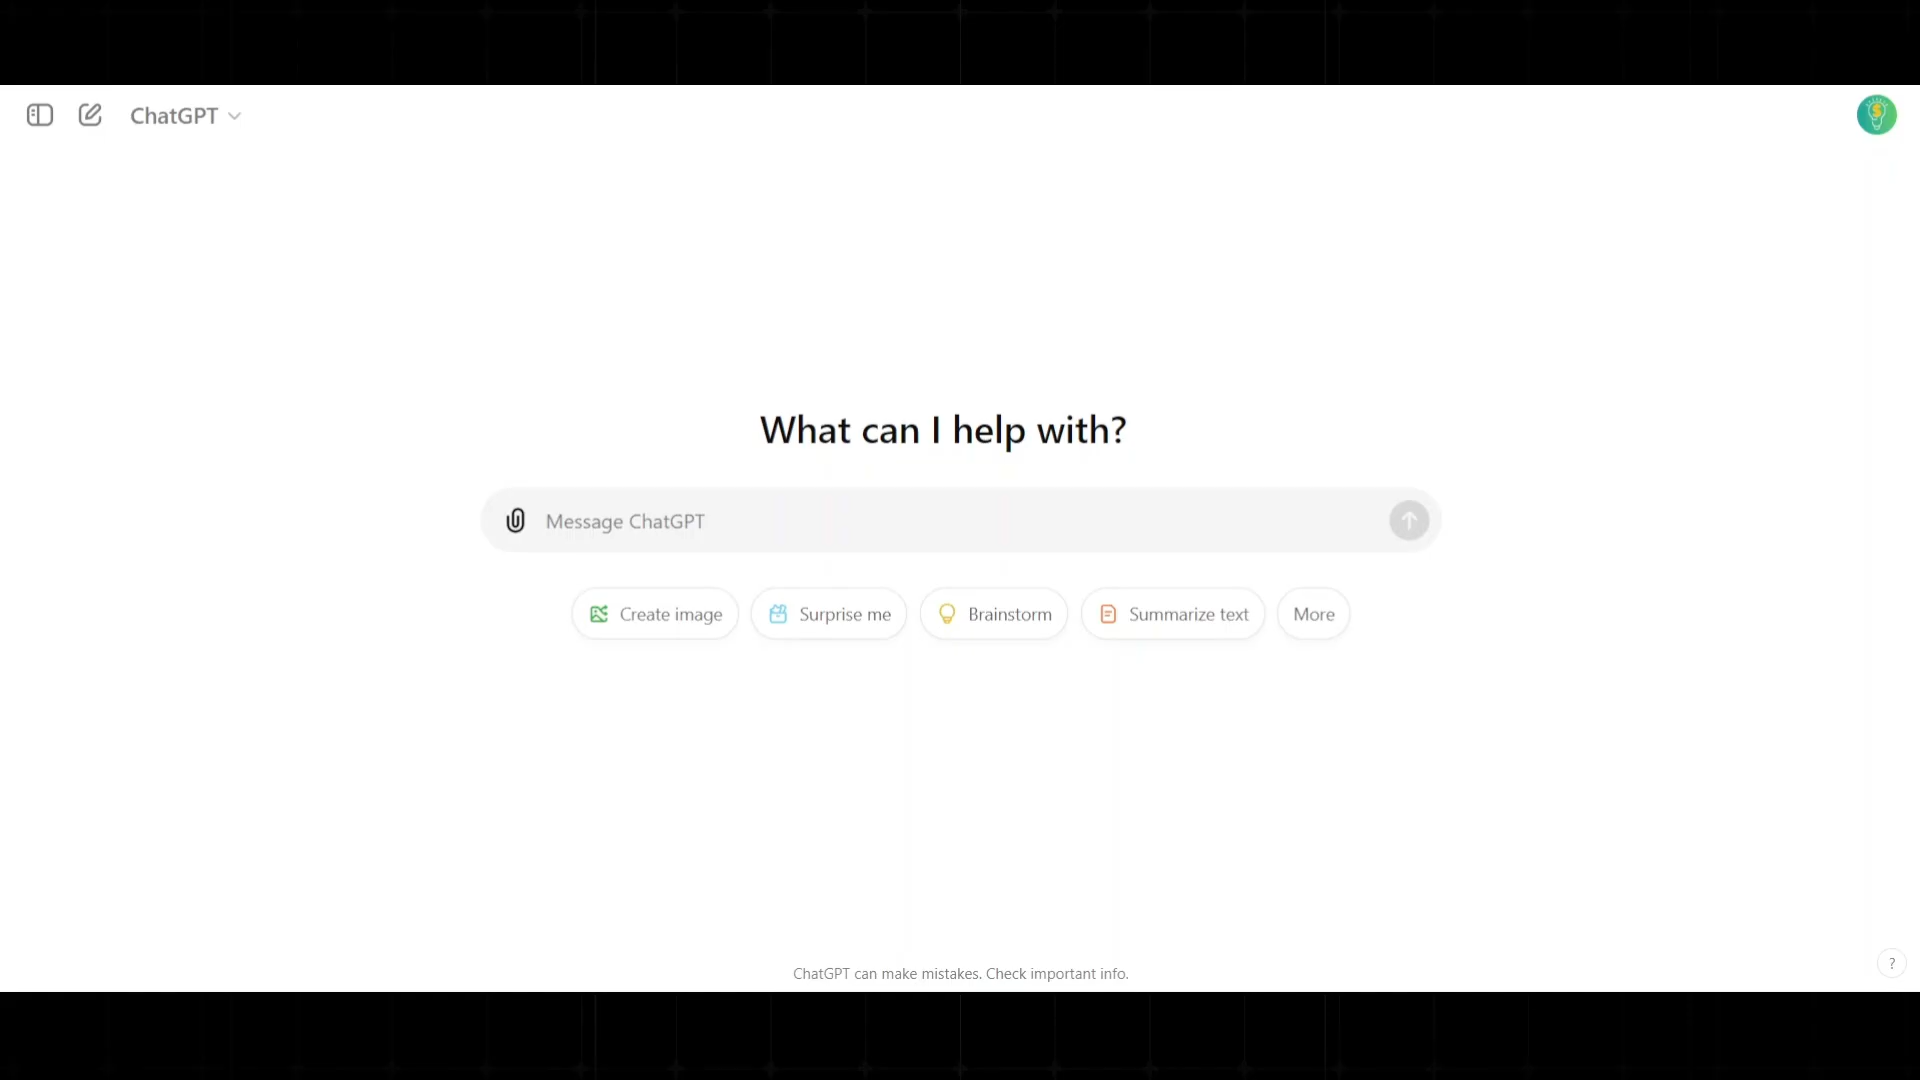 ChatGPT
What can I help with?
Message ChatGPT
Create image
Surprise me
Brainstorm
Summarize text
More
ChatGPT can make mistakes. Check important info.
?